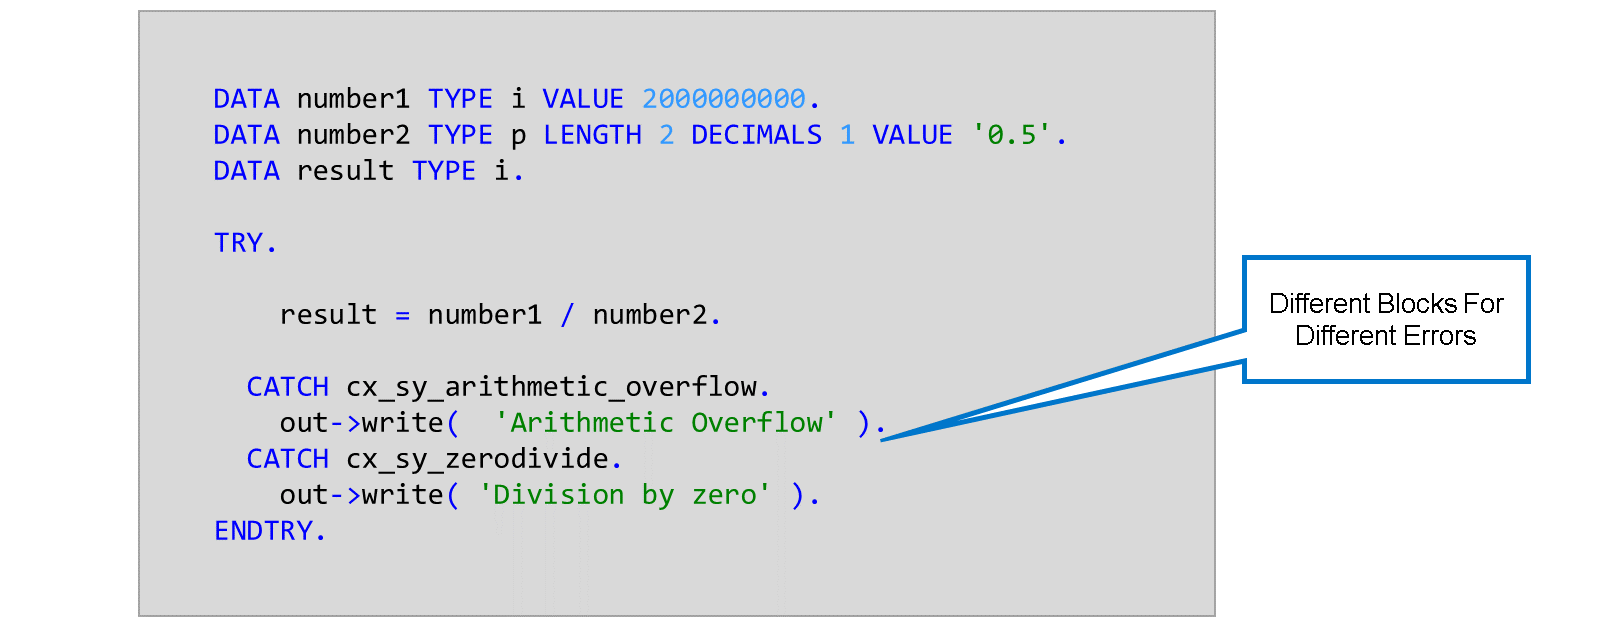 DATA number1 TYPE i VALUE 2000000000.
DATA number2 TYPE p LENGTH 2 DECIMALS 1 VALUE '0.5'.
DATA result TYPE i.
TRY.
result = number1 / number2.
CATCH cx_sy_arithmetic_overflow.
out->write(  'Arithmetic Overflow' ).
CATCH cx_sy_zerodivide.
out->write( 'Division by zero' ).
ENDTRY.
Different Blocks For
Different Errors